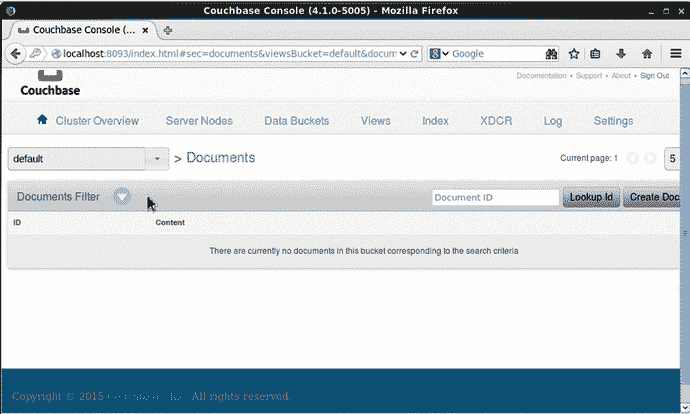 Couchbase Console (4.1.0-5005) - Mozilla Firefox
Couchbase Console (...
localhost:8093/index.html#sec=documents&viewsBucket=default&docum
Google
Documentation • Support • About • Sign Out
Couchbase
Cluster Overview Server Nodes Data Buckets Views Index XDCR Log Settings
default > Documents Current page: 1 5
Documents Filter Document ID Lookup Id Create Doc
ID Content
There are currently no documents in this bucket corresponding to the search criteria
Copyright © 2015 All rights reserved.